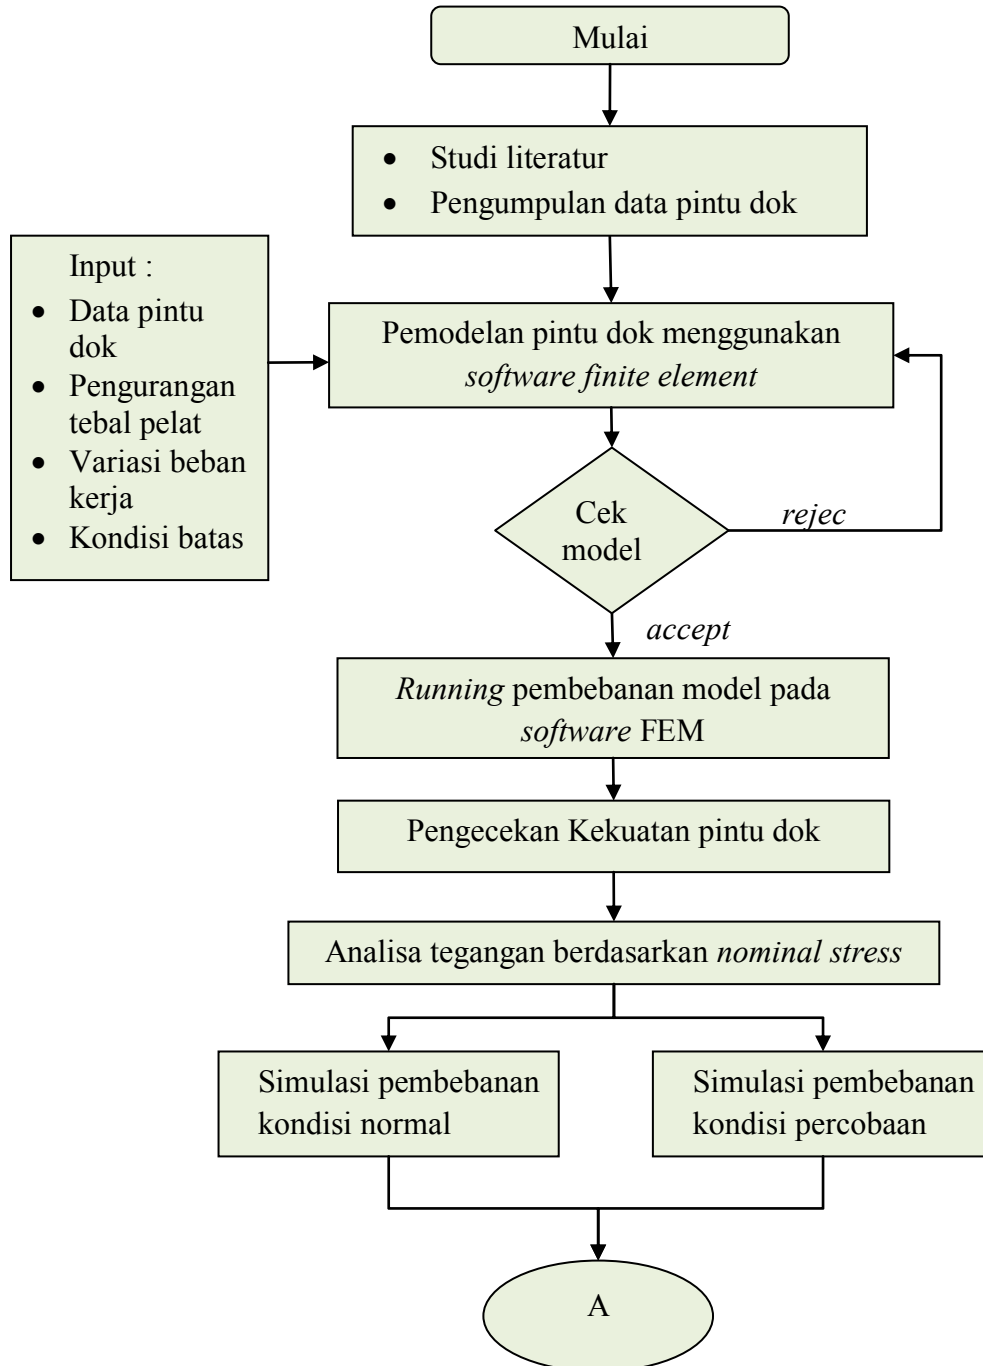 Mulai
• Studi literatur
• Pengumpulan data pintu dok
Input :
• Data pintu
dok
• Pengurangan
tebal pelat
• Variasi beban
kerja
• Kondisi batas
Pemodelan pintu dok menggunakan
software finite element
Cek
model
rejec
accept
Running pembebanan model pada
software FEM
Pengecekan Kekuatan pintu dok
Analisa tegangan berdasarkan nominal stress
Simulasi pembebanan
kondisi normal
Simulasi pembebanan
kondisi percobaan
A